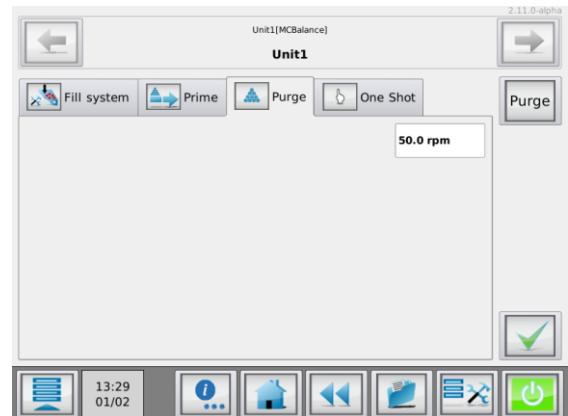 2.11.0-alpha
Unit1[MCBalance]
Unit1
Fill system
Prime
Purge
One Shot
Purge
50.0 rpm
13:29
01/02